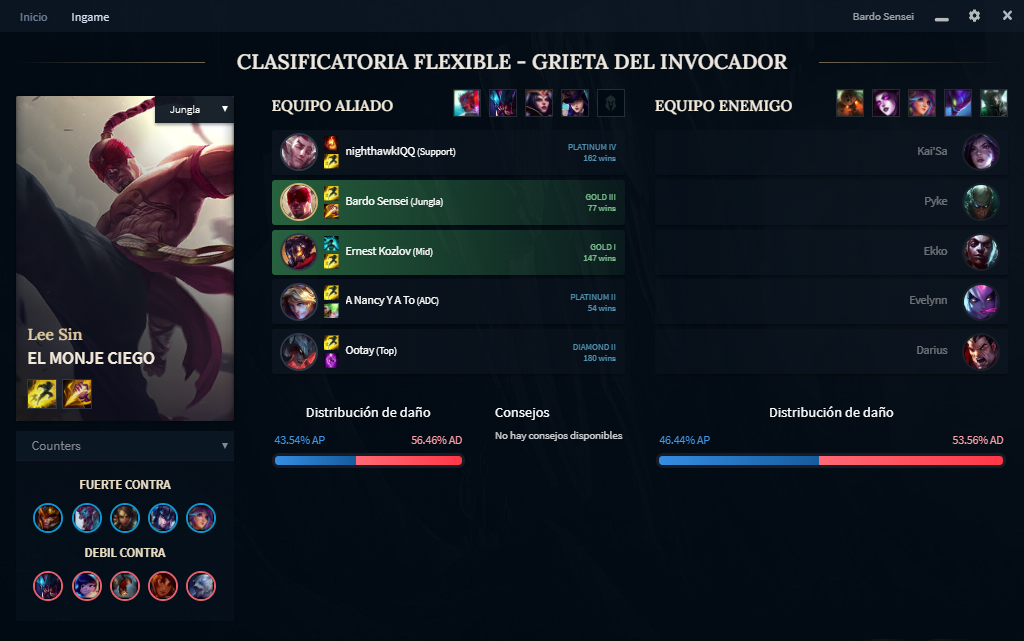 Inicio
Ingame
Bardo Sensei
CLASIFICATORIA FLEXIBLE - GRIETA DEL INVOCADOR
Jungla
Lee Sin
EL MONJE CIEGO
Counters
FUERTE CONTRA
DEBIL CONTRA
EQUIPO ALIADO
nighthawkIQQ (Support)
PLATINUM IV
162 wins
Bardo Sensei (Jungla)
GOLD III
77 wins
Ernest Kozlov (Mid)
GOLD I
147 wins
A Nancy Y A To (ADC)
PLATINUM II
54 wins
Ootay (Top)
DIAMOND II
180 wins
Distribución de daño
43.54% AP
56.46% AD
Consejos
No hay consejos disponibles
EQUIPO ENEMIGO
Kai'Sa
Pyke
Ekko
Evelynn
Darius
Distribución de daño
46.44% AP
53.56% AD